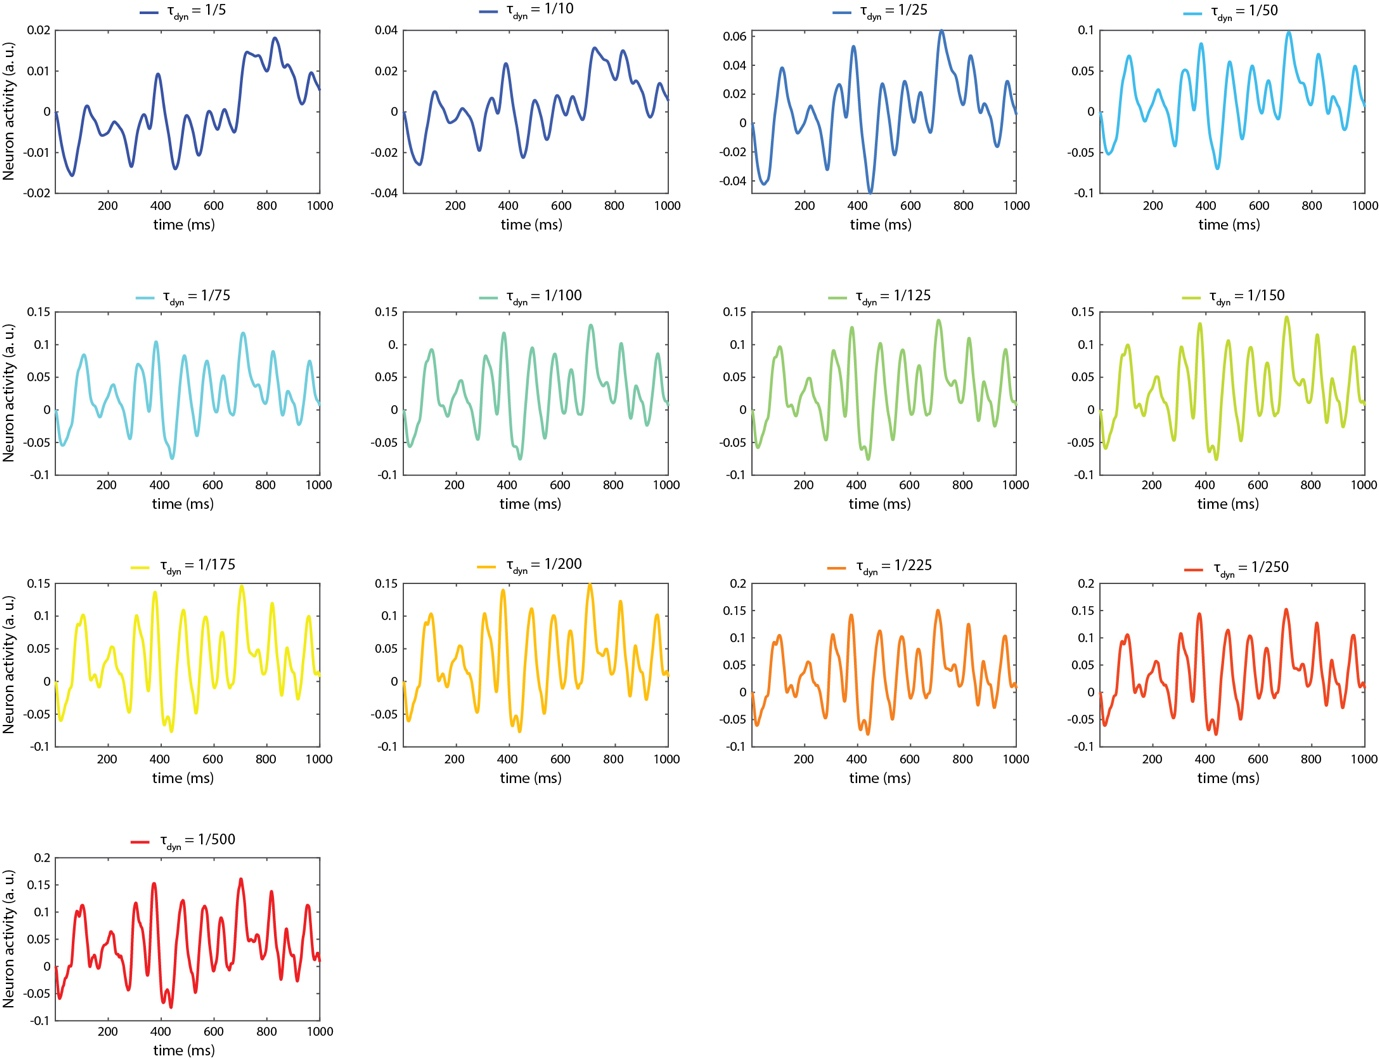 τdyn = 1/5
τdyn = 1/10
τdyn = 1/25
τdyn = 1/50
Neuron activity (a. u.)
0.02
0.01
0
-0.01
-0.02
200 400 600 800 1000
time (ms)
0.04
0.02
0
-0.02
-0.04
200 400 600 800 1000
time (ms)
0.06
0.04
0.02
0
-0.02
-0.04
200 400 600 800 1000
time (ms)
0.1
0.05
0
-0.05
-0.1
200 400 600 800 1000
time (ms)
τdyn = 1/75
τdyn = 1/100
τdyn = 1/125
τdyn = 1/150
Neuron activity (a. u.)
0.15
0.1
0.05
0
-0.05
-0.1
200 400 600 800 1000
time (ms)
0.15
0.
0.05
0
-0.05
-0.1
200 400 600 800 1000
time (ms)
0.15
0.1
0.05
0
-0.05
-0.1
200 400 600 800 1000
time (ms)
0.15
0.1
0.05
0
-0.05
-0.1
200 400 600 800 1000
time (ms)
τdyn = 1/175
τdyn = 1/200
τdyn = 1/225
τdyn = 1/250
Neuron activity (a. u.)
0.15
0.1
0.05
0
-0.05
-0.1
200 400 600 800 1000
time (ms)
0.15
0.1
0.05
0
-0.05
-0.1
200 400 600 800 1000
time (ms)
0.2
0.15
0.1
0.05
0
-0.05
-0.1
200 400 600 800 1000
time (ms)
0.2
0.15
0.1
0.05
0
-0.05
-0.1
200 400 600 800 1000
time (ms)
τdyn = 1/500
Neuron activity (a. u.)
0.2
0.15
0.1
0.05
0
-0.05
-0.1
200 400 600 800 1000
time (ms)